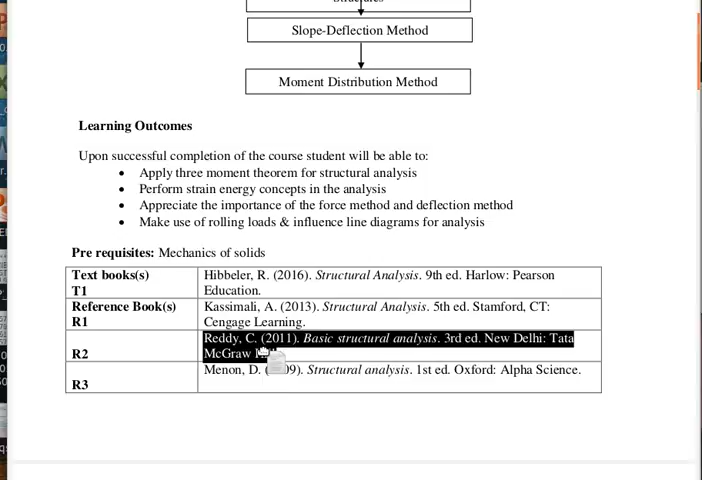 Slope-Deflection Method
Moment Distribution Method
Learning Outcomes
Upon successful completion of the course student will be able to:
• Apply three moment theorem for structural analysis
• Perform strain energy concepts in the analysis
• Appreciate the importance of the force method and deflection method
• Make use of rolling loads & influence line diagrams for analysis
Pre requisites: Mechanics of solids
Text books(s)
T1
Hibbeler, R. (2016). Structural Analysis. 9th ed. Harlow: Pearson
Education.
Reference Book(s)
R1
Kassimali, A. (2013). Structural Analysis. 5th ed. Stamford, CT:
Cengage Learning.
R2
Reddy, C. (2011). Basic structural analysis. 3rd ed. New Delhi: Tata
McGraw
R3
Menon, D. 09). Structural analysis. 1st ed. Oxford: Alpha Science.